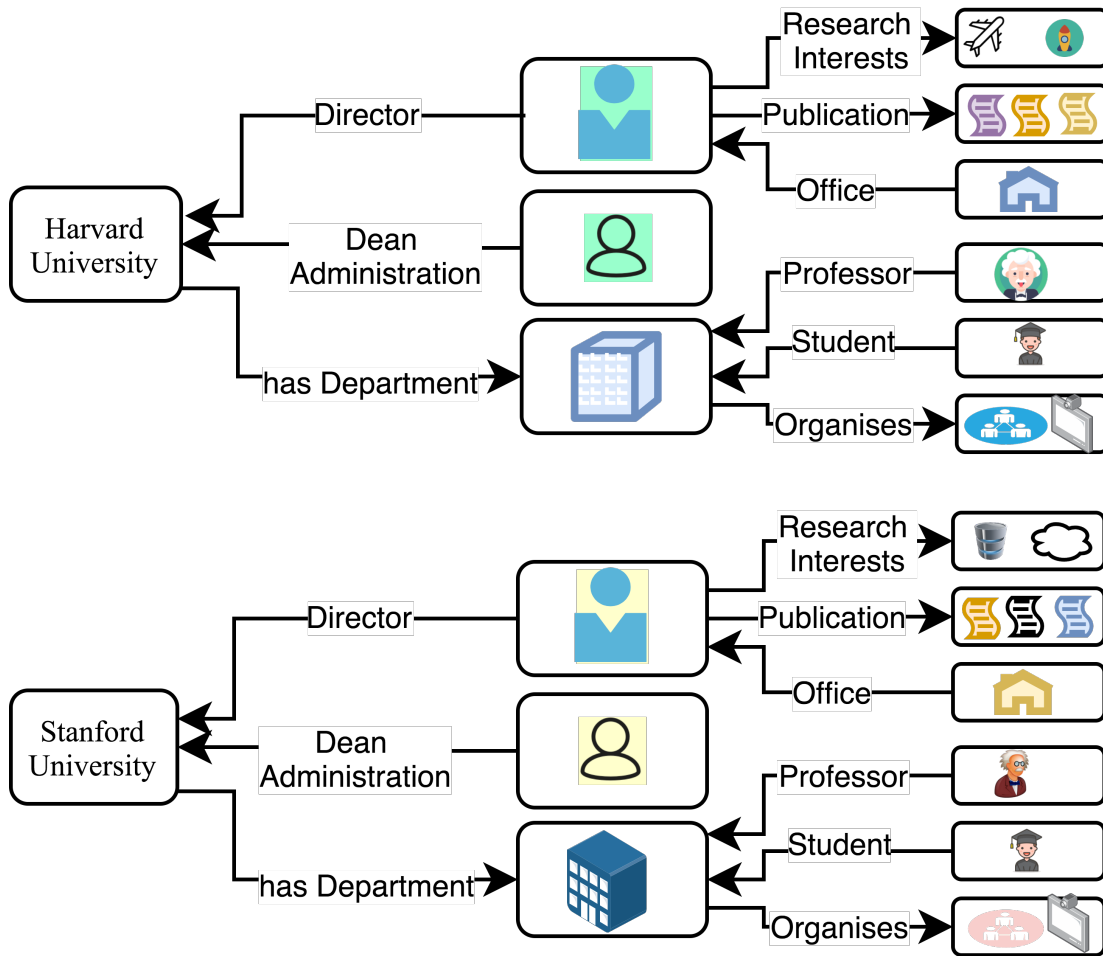 Research
Interests
Director
Publication
Office
Harvard
University
Dean
Administration
Professor
Student
has Department
Organises
Research
Interests
Director
Publication
Office
Stanford
University
Dean
Administration
Professor
Student
has Department
Organises